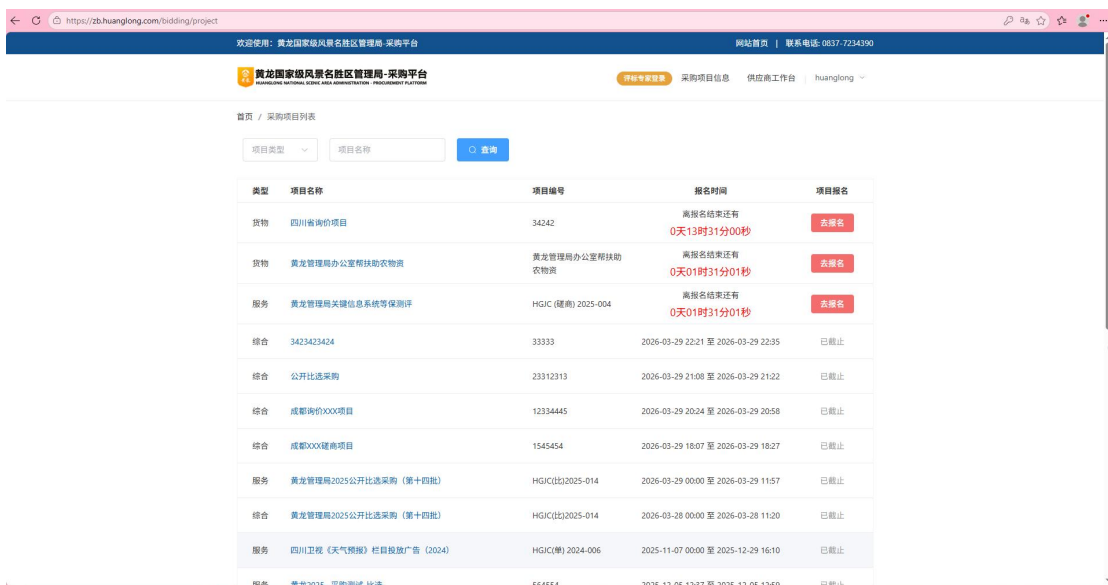 https://zb.huanglong.com/bidding/project
欢迎使用: 黄龙国家级风景名胜区管理局-采购平台
网站首页 | 联系电话: 0837-7234390
黄龙国家级风景名胜区管理局-采购平台
HUANGLONG NATIONAL SCENIC AREA ADMINISTRATION - PROCUREMENT PLATFORM
评标专家登录 采购项目信息 供应商工作台 huanglong
首页 / 采购项目列表
项目类型 项目名称 查询
类型 项目名称 项目编号 报名时间 项目报名
货物 四川省询价项目 34242 离报名结束还有 去报名
0天13时31分00秒
货物 黄龙管理局办公室帮扶助农物资 黄龙管理局办公室帮扶助 离报名结束还有 去报名
农物资 0天01时31分01秒
服务 黄龙管理局关键信息系统等保测评 HGJC (磋商) 2025-004 离报名结束还有 去报名
0天01时31分01秒
综合 3423423424 33333 2026-03-29 22:21 至 2026-03-29 22:35 已截止
综合 公开比选采购 23312313 2026-03-29 21:08 至 2026-03-29 21:22 已截止
综合 成都询价XXX项目 12334445 2026-03-29 20:24 至 2026-03-29 20:58 已截止
综合 成都XXX磋商项目 1545454 2026-03-29 18:07 至 2026-03-29 18:27 已截止
服务 黄龙管理局2025公开比选采购（第十四批） HGJC(比)2025-014 2026-03-29 00:00 至 2026-03-29 11:57 已截止
综合 黄龙管理局2025公开比选采购（第十四批） HGJC(比)2025-014 2026-03-28 00:00 至 2026-03-28 11:20 已截止
服务 四川卫视《天气预报》栏目投放广告（2024） HGJC(单) 2024-006 2025-11-07 00:00 至 2025-12-29 16:10 已截止